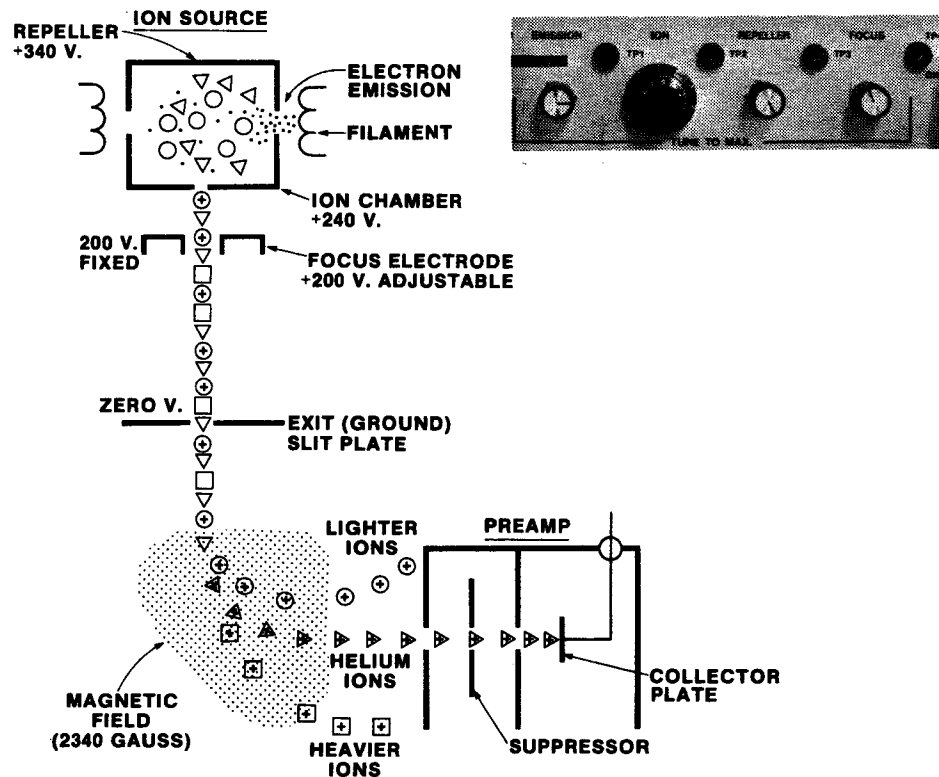 ION SOURCE
REPELLER
+340 V.
ELECTRON
EMISSION
FILAMENT
ION CHAMBER
+240 V.
200 V.
FIXED
FOCUS ELECTRODE
+200 V. ADJUSTABLE
ZERO V.
EXIT (GROUND)
SLIT PLATE
LIGHTER
IONS
PREAMP
HELIUM
IONS
COLLECTOR
PLATE
MAGNETIC
FIELD
(2340 GAUSS)
HEAVIER
IONS
SUPPRESSOR
EMISSION
ION
REPELLER
FOCUS
TP1
TP2
TP3
TUNE TO MAX.